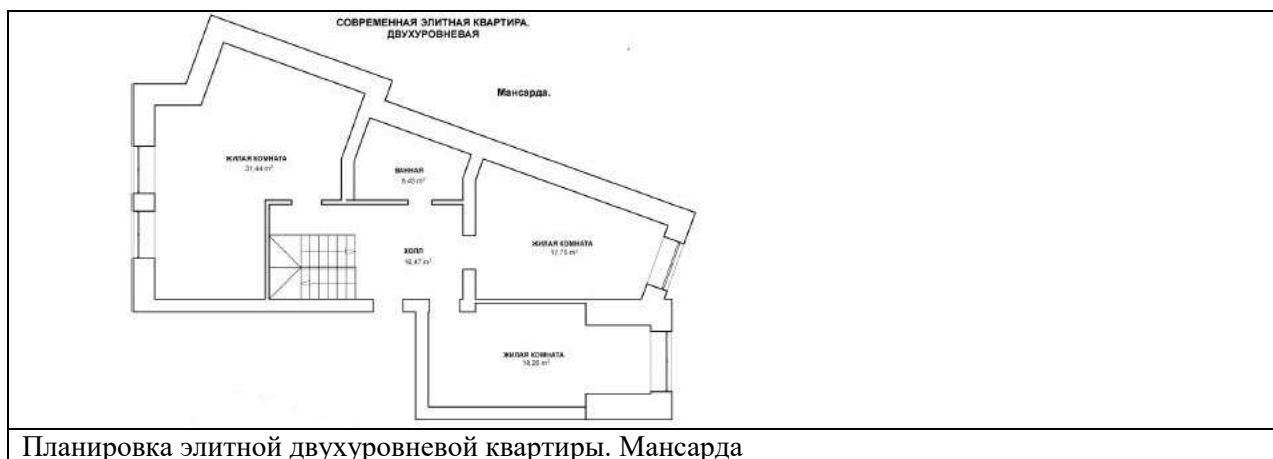 СОВРЕМЕННАЯ ЭЛИТНАЯ КВАРТИРА.
ДВУХУРОВНЕВАЯ
Мансарда.
ЖИЛАЯ КОМНАТА
31,44 m²
ВАННАЯ
ХОЛЛ
ЖИЛАЯ КОМНАТА
17,75 m²
ЖИЛАЯ КОМНАТА
Планировка элитной двухуровневой квартиры. Мансарда